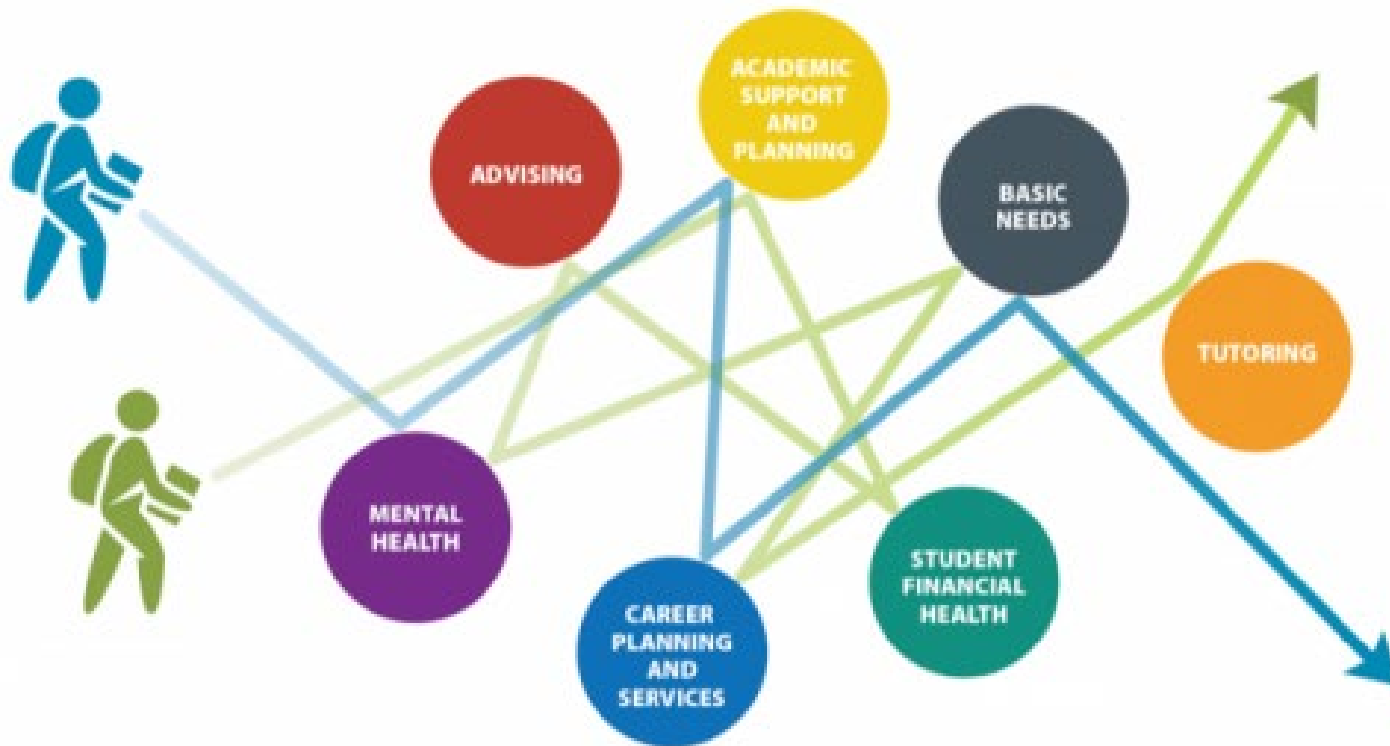 ACADEMIC
SUPPORT
AND
PLANNING
ADVISING
BASIC
NEEDS
TUTORING
MENTAL
HEALTH
STUDENT
FINANCIAL
HEALTH
CAREER
PLANNING
AND
SERVICES